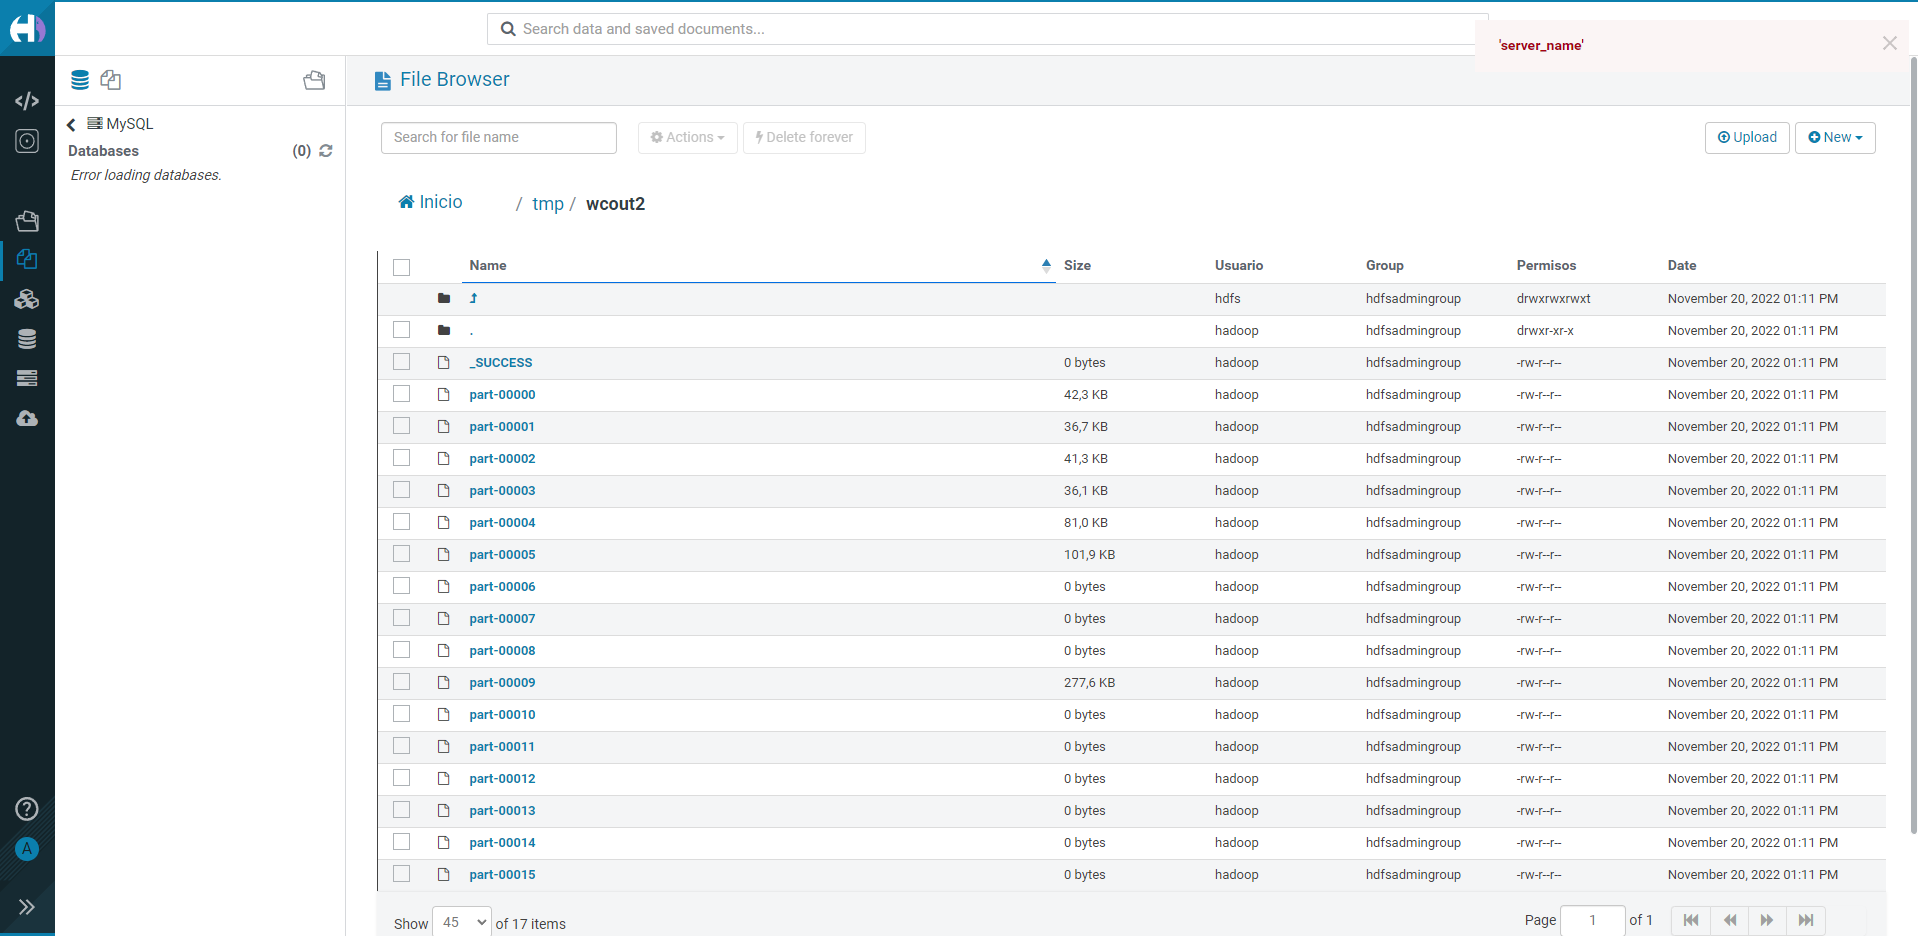 Search data and saved documents...
'server_name'
File Browser
MySQL
Databases (0)
Error loading databases.
Search for file name Actions Delete forever Upload New
Inicio / tmp / wcout2
Name Size Usuario Group Permisos Date
hdfs hdfsadmingroup drwxrwxrwxt November 20, 2022 01:11 PM
. hadoop hdfsadmingroup drwxr-xr-x November 20, 2022 01:11 PM
_SUCCESS 0 bytes hadoop hdfsadmingroup -rw-r--r-- November 20, 2022 01:11 PM
part-00000 42,3 KB hadoop hdfsadmingroup -rw-r--r-- November 20, 2022 01:11 PM
part-00001 36,7 KB hadoop hdfsadmingroup -rw-r--r-- November 20, 2022 01:11 PM
part-00002 41,3 KB hadoop hdfsadmingroup -rw-r--r-- November 20, 2022 01:11 PM
part-00003 36,1 KB hadoop hdfsadmingroup -rw-r--r-- November 20, 2022 01:11 PM
part-00004 81,0 KB hadoop hdfsadmingroup -rw-r--r-- November 20, 2022 01:11 PM
part-00005 101,9 KB hadoop hdfsadmingroup -rw-r--r-- November 20, 2022 01:11 PM
part-00006 0 bytes hadoop hdfsadmingroup -rw-r--r-- November 20, 2022 01:11 PM
part-00007 0 bytes hadoop hdfsadmingroup -rw-r--r-- November 20, 2022 01:11 PM
part-00008 0 bytes hadoop hdfsadmingroup -rw-r--r-- November 20, 2022 01:11 PM
part-00009 277,6 KB hadoop hdfsadmingroup -rw-r--r-- November 20, 2022 01:11 PM
part-00010 0 bytes hadoop hdfsadmingroup -rw-r--r-- November 20, 2022 01:11 PM
part-00011 0 bytes hadoop hdfsadmingroup -rw-r--r-- November 20, 2022 01:11 PM
part-00012 0 bytes hadoop hdfsadmingroup -rw-r--r-- November 20, 2022 01:11 PM
part-00013 0 bytes hadoop hdfsadmingroup -rw-r--r-- November 20, 2022 01:11 PM
part-00014 0 bytes hadoop hdfsadmingroup -rw-r--r-- November 20, 2022 01:11 PM
part-00015 0 bytes hadoop hdfsadmingroup -rw-r--r-- November 20, 2022 01:11 PM
A
Show 45 of 17 items Page 1 of 1